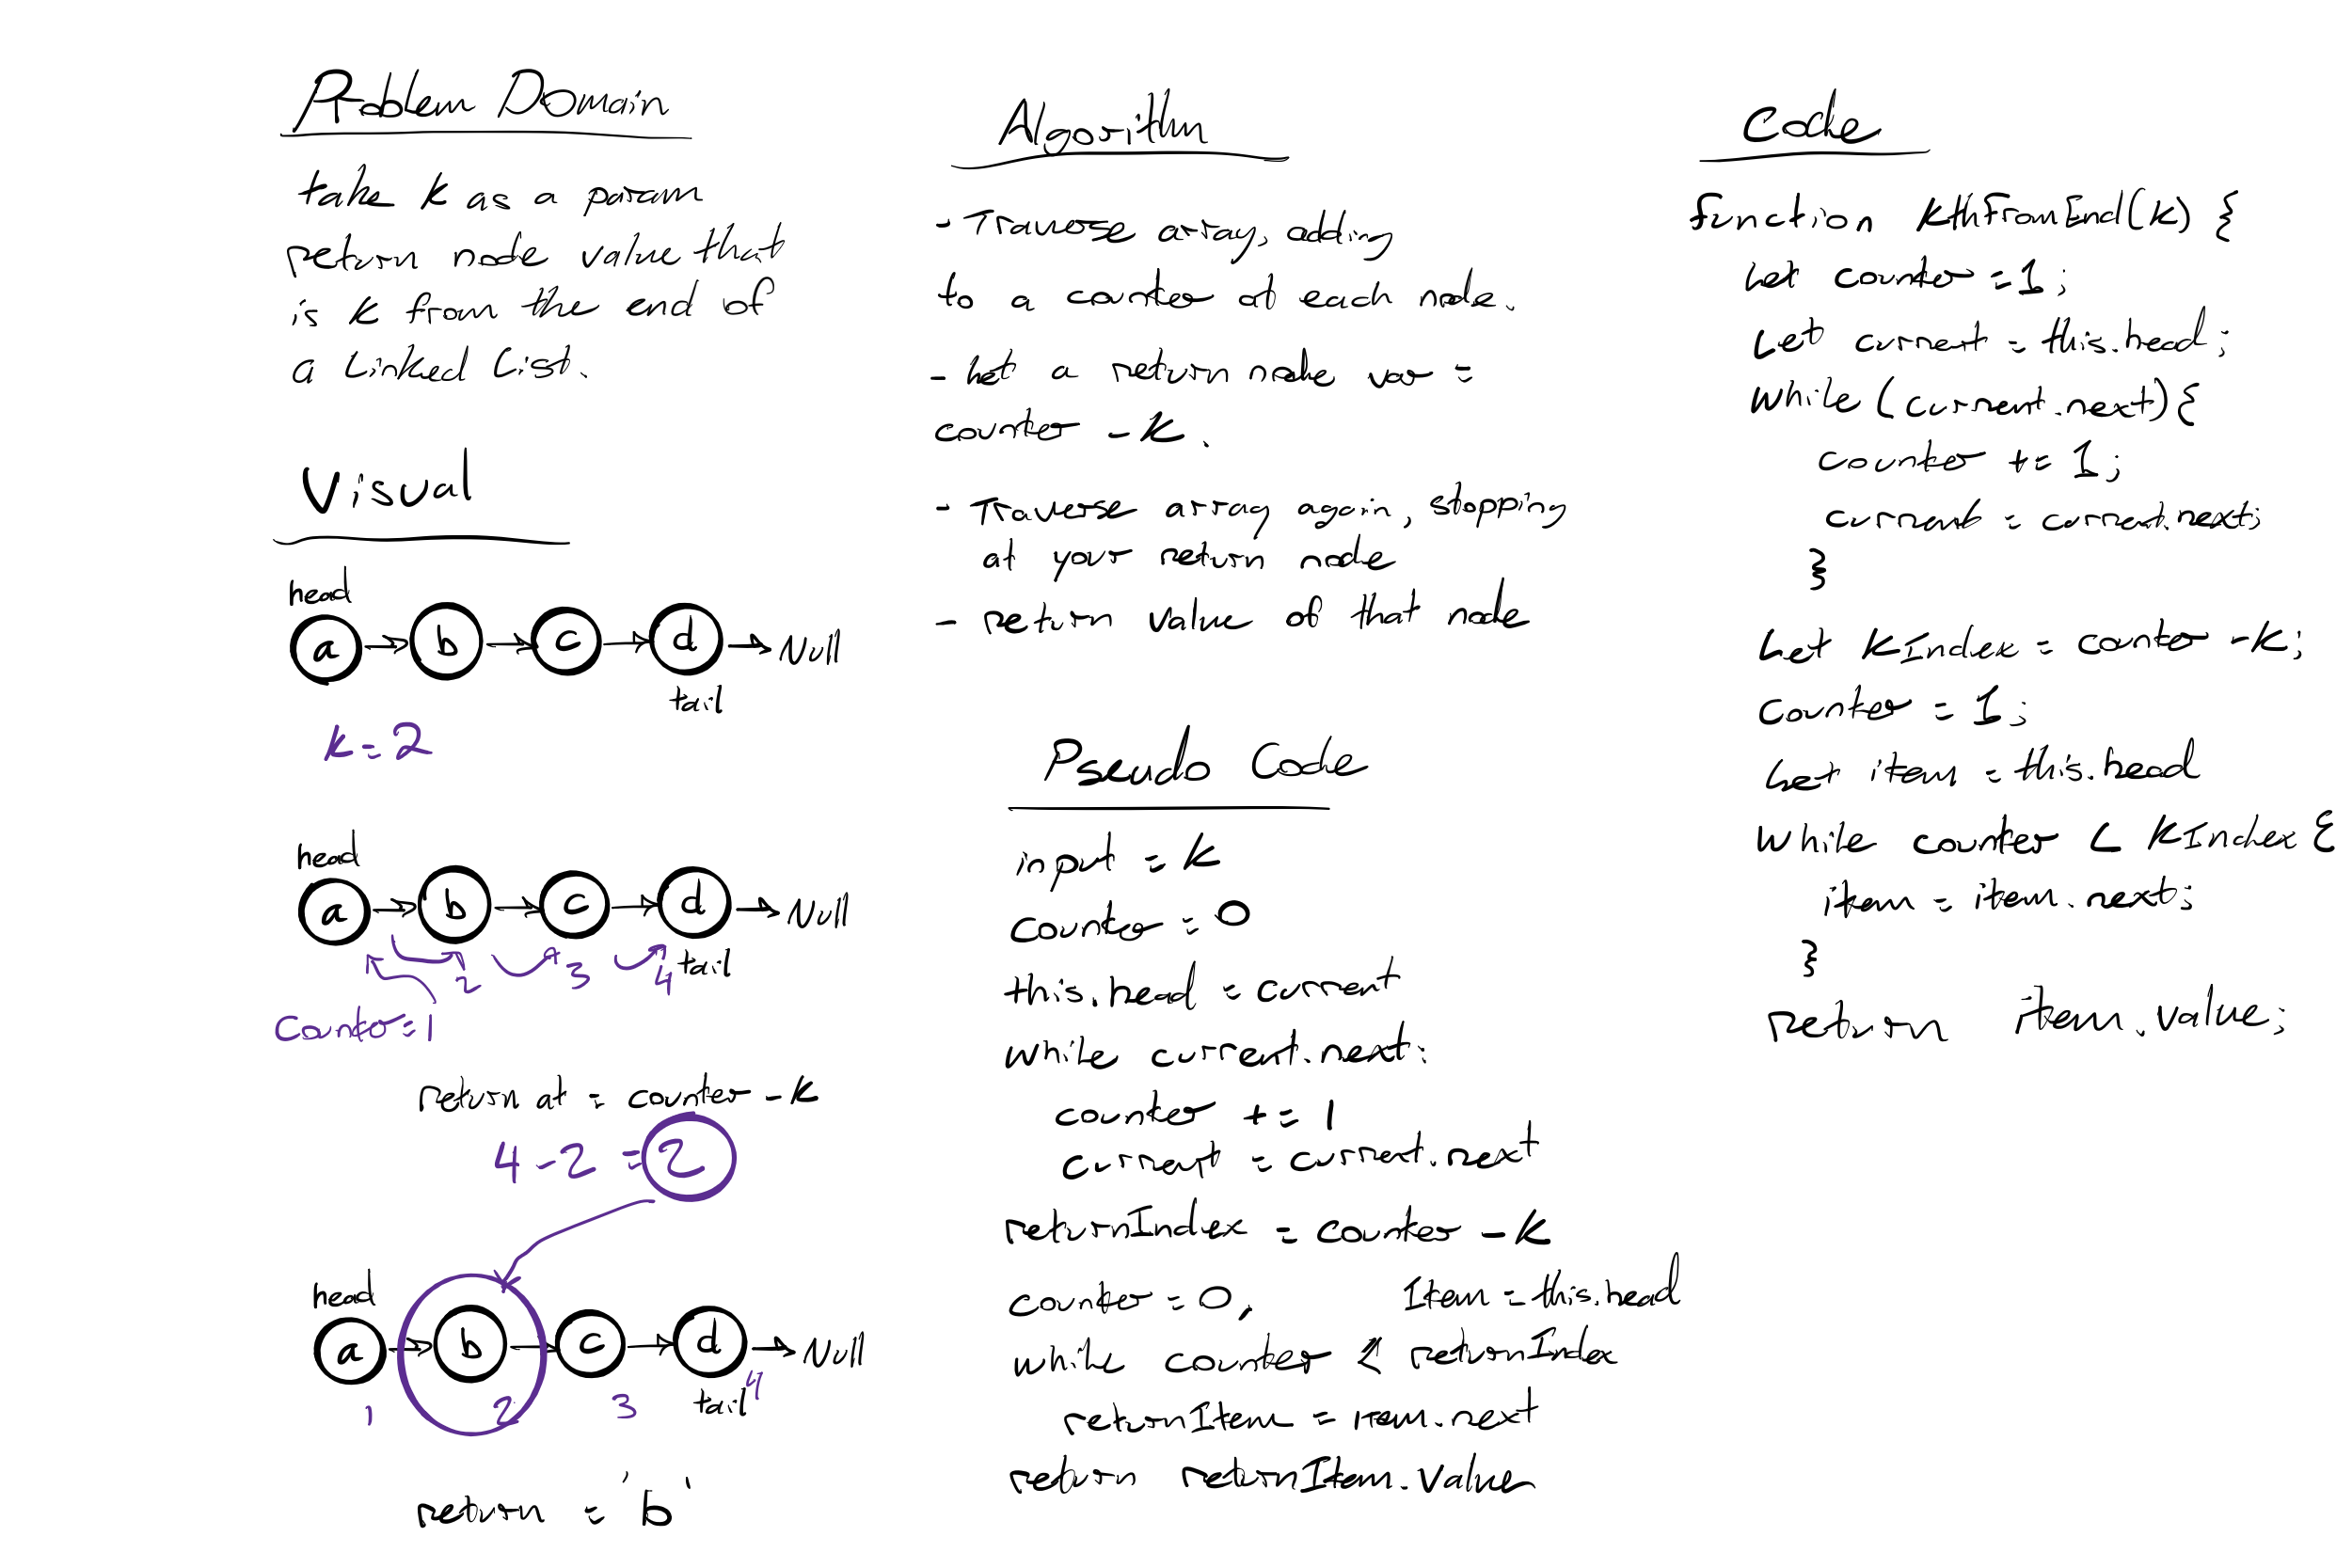 Problem Domain
take k as a param
return node value that
is k from the end of
a Linked List.
Visual
head
a → b → c → d → Null
tail
k = 2
head
a → b → c → d → Null
2 3 4 tail
Counter = 1
return at = counter - k
4 - 2 = 2
head
a → b → c → d → Null
1 2 3 tail 4
return = 'b'
Algorithm
- Traverse array, adding
to a counter at each node.
- Let a return node var =
counter - k.
- Traverse array again, stopping
at your return node
- return value of that node
Pseudo Code
input = k
counter = 0
this.head = current
while current.next:
counter += 1
current = current.next
returnIndex = counter - k
counter = 0, Item = this.head
while counter < returnIndex
returnItem = item.next
return returnItem.value
Code
function kthFromEnd(k) {
Let counter = 1;
Let current = this.head;
while (current.next) {
counter += 1;
current = current.next;
}
Let kIndex = counter - k;
counter = 1;
Let item = this.head
while counter < kIndex {
item = item.next;
}
return item.value;